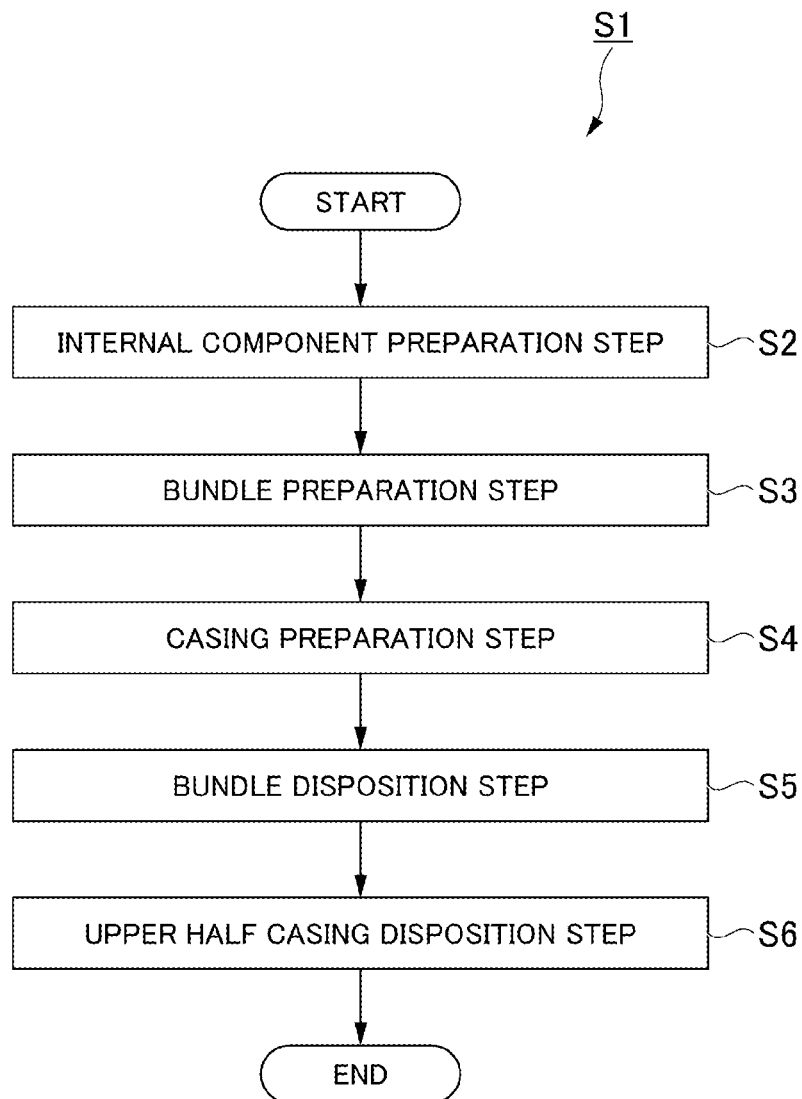 S1
START
INTERNAL COMPONENT PREPARATION STEP
S2
BUNDLE PREPARATION STEP
S3
CASING PREPARATION STEP
S4
BUNDLE DISPOSITION STEP
S5
UPPER HALF CASING DISPOSITION STEP
S6
END